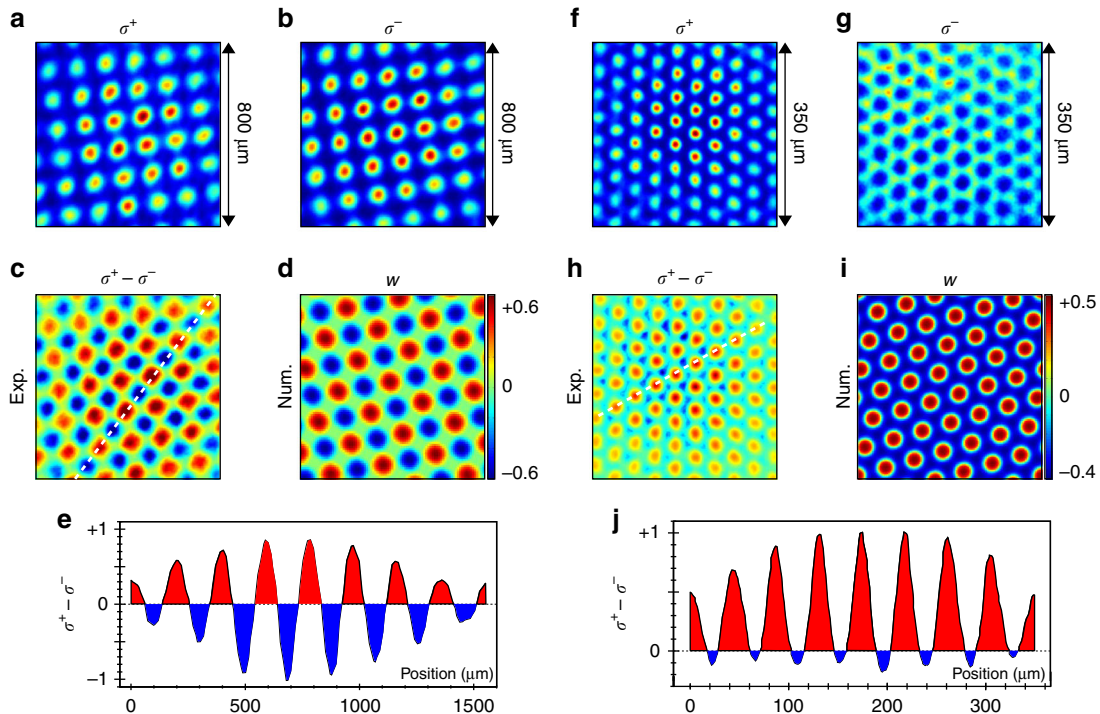 a
σ⁺
800 μm
b
σ⁻
800 μm
f
σ⁺
350 μm
g
σ⁻
350 μm
c
σ⁺ – σ⁻
Exp.
d
w
Num.
+0.6
0
–0.6
h
σ⁺ – σ⁻
Exp.
i
w
Num.
+0.5
0
–0.4
e
+1
0
–1
σ⁺ – σ⁻
Position (μm)
0 500 1000 1500
j
+1
0
σ⁺ – σ⁻
Position (μm)
0 100 200 300